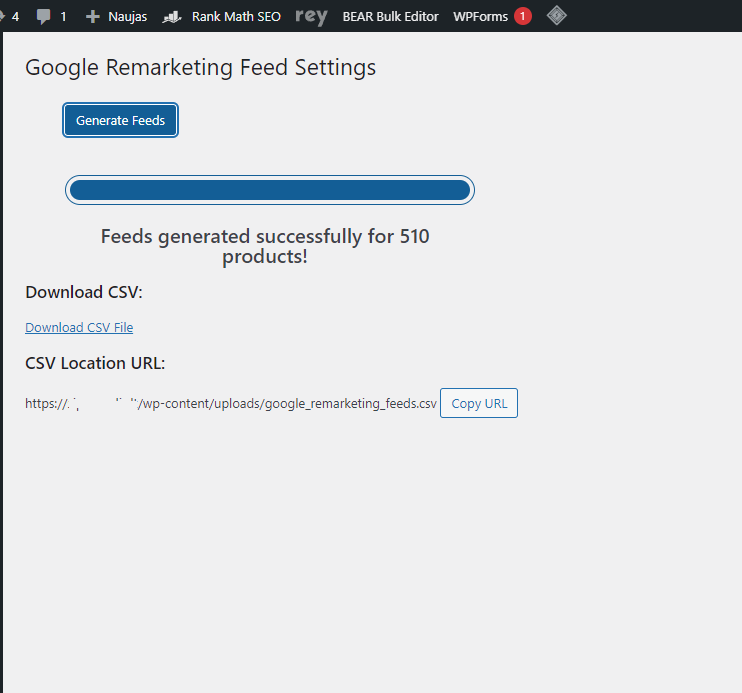 4 1 Naujas Rank Math SEO rey BEAR Bulk Editor WPForms 1
Google Remarketing Feed Settings
Generate Feeds
Feeds generated successfully for 510
products!
Download CSV:
Download CSV File
CSV Location URL:
https:// /wp-content/uploads/google_remarketing_feeds.csv Copy URL